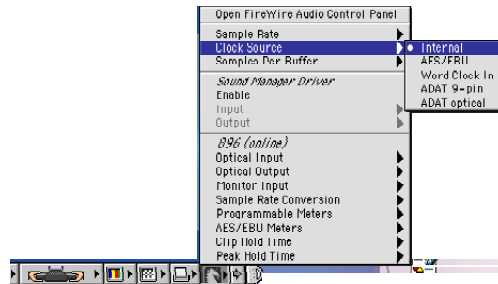 Open FireWire Audio Control Panel
Sample Rate
Clock Source
Samples Per Buffer
Sound Manager Driver
Enable
Input
Output
896 (online)
Optical Input
Optical Output
Monitor Input
Sample Rate Conversion
Programmable Meters
AES/EBU Meters
Clip Hold Time
Peak Hold Time
Internal
AES/EBU
Word Clock In
ADAT 9-pin
ADAT optical